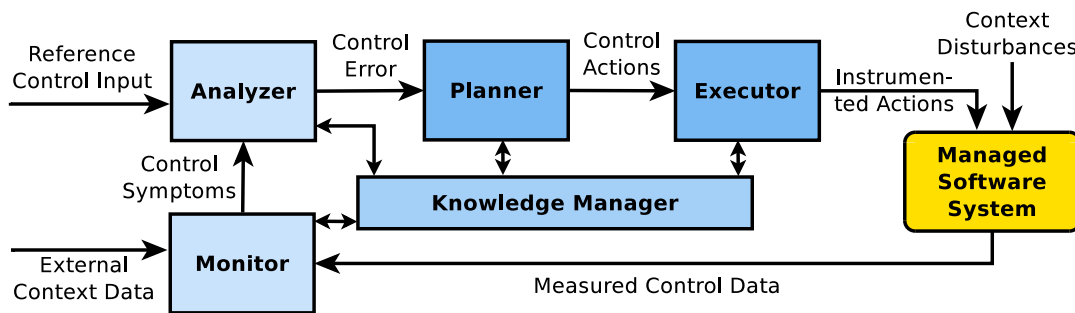 Reference
Control Input
Analyzer
Control
Error
Planner
Control
Actions
Executor
Instrumen-
ted Actions
Context
Disturbances
Control
Symptoms
Knowledge Manager
Managed
Software
System
External
Context Data
Monitor
Measured Control Data